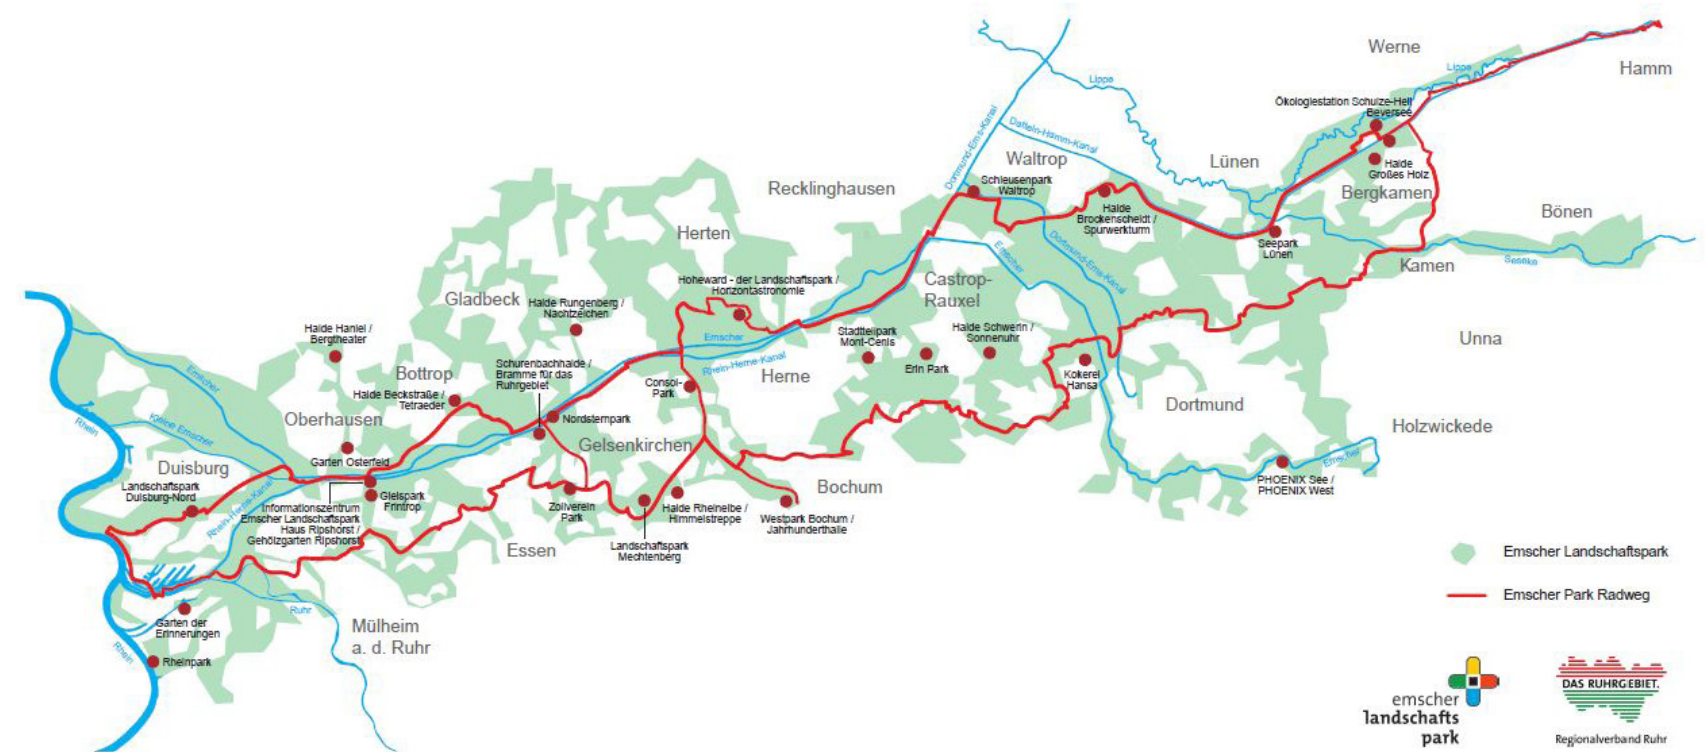 Werne
Hamm
Lippe
Lippe
Ökologiestation Schulze-Hell
Beversee
Halde
Großes Holz
Bergkamen
Bönen
Lünen
Waltrop
Datteln-Hamm-Kanal
Dortmund-Ems-Kanal
Schleusenpark
Waltrop
Halde
Brockenscheidt /
Spurwerkturm
Seepark
Lünen
Kamen
Seseke
Recklinghausen
Herten
Hoheward - der Landschaftspark /
Horizontastronomie
Castrop-
Rauxel
Emscher
Dortmund-Ems-Kanal
Gladbeck
Halde Rungenberg /
Nachtzeichen
Halde Haniel /
Bergtheater
Emscher
Rhein-Herne-Kanal
Stadtteilpark
Mont-Cenis
Halde Schwerin /
Sonnenuhr
Erin Park
Kokerei
Hansa
Unna
Schurenbachhalde /
Bramme für das
Ruhrgebiet
Bottrop
Halde Beckstraße /
Tetraeder
Consol-
Park
Herne
Emscher
Kleine Emscher
Rhein
Oberhausen
Nordsternpark
Gelsenkirchen
Dortmund
Holzwickede
Garten Osterfeld
Duisburg
Landschaftspark
Duisburg-Nord
Rhein-Herne-Kanal
Gleispark
Frintrop
Informationszentrum
Emscher Landschaftspark
Haus Ripshorst /
Gehölzgarten Ripshorst
Zollverein
Park
Halde Rheinelbe /
Himmelstreppe
Bochum
Westpark Bochum /
Jahrhunderthalle
Emscher
PHOENIX See /
PHOENIX West
Essen
Landschaftspark
Mechtenberg
Ruhr
Garten der
Erinnerungen
Mülheim
a. d. Ruhr
Rhein
Rheinpark
Emscher Landschaftspark
Emscher Park Radweg
emscher
landschafts
park
DAS RUHRGEBIET.
Regionalverband Ruhr